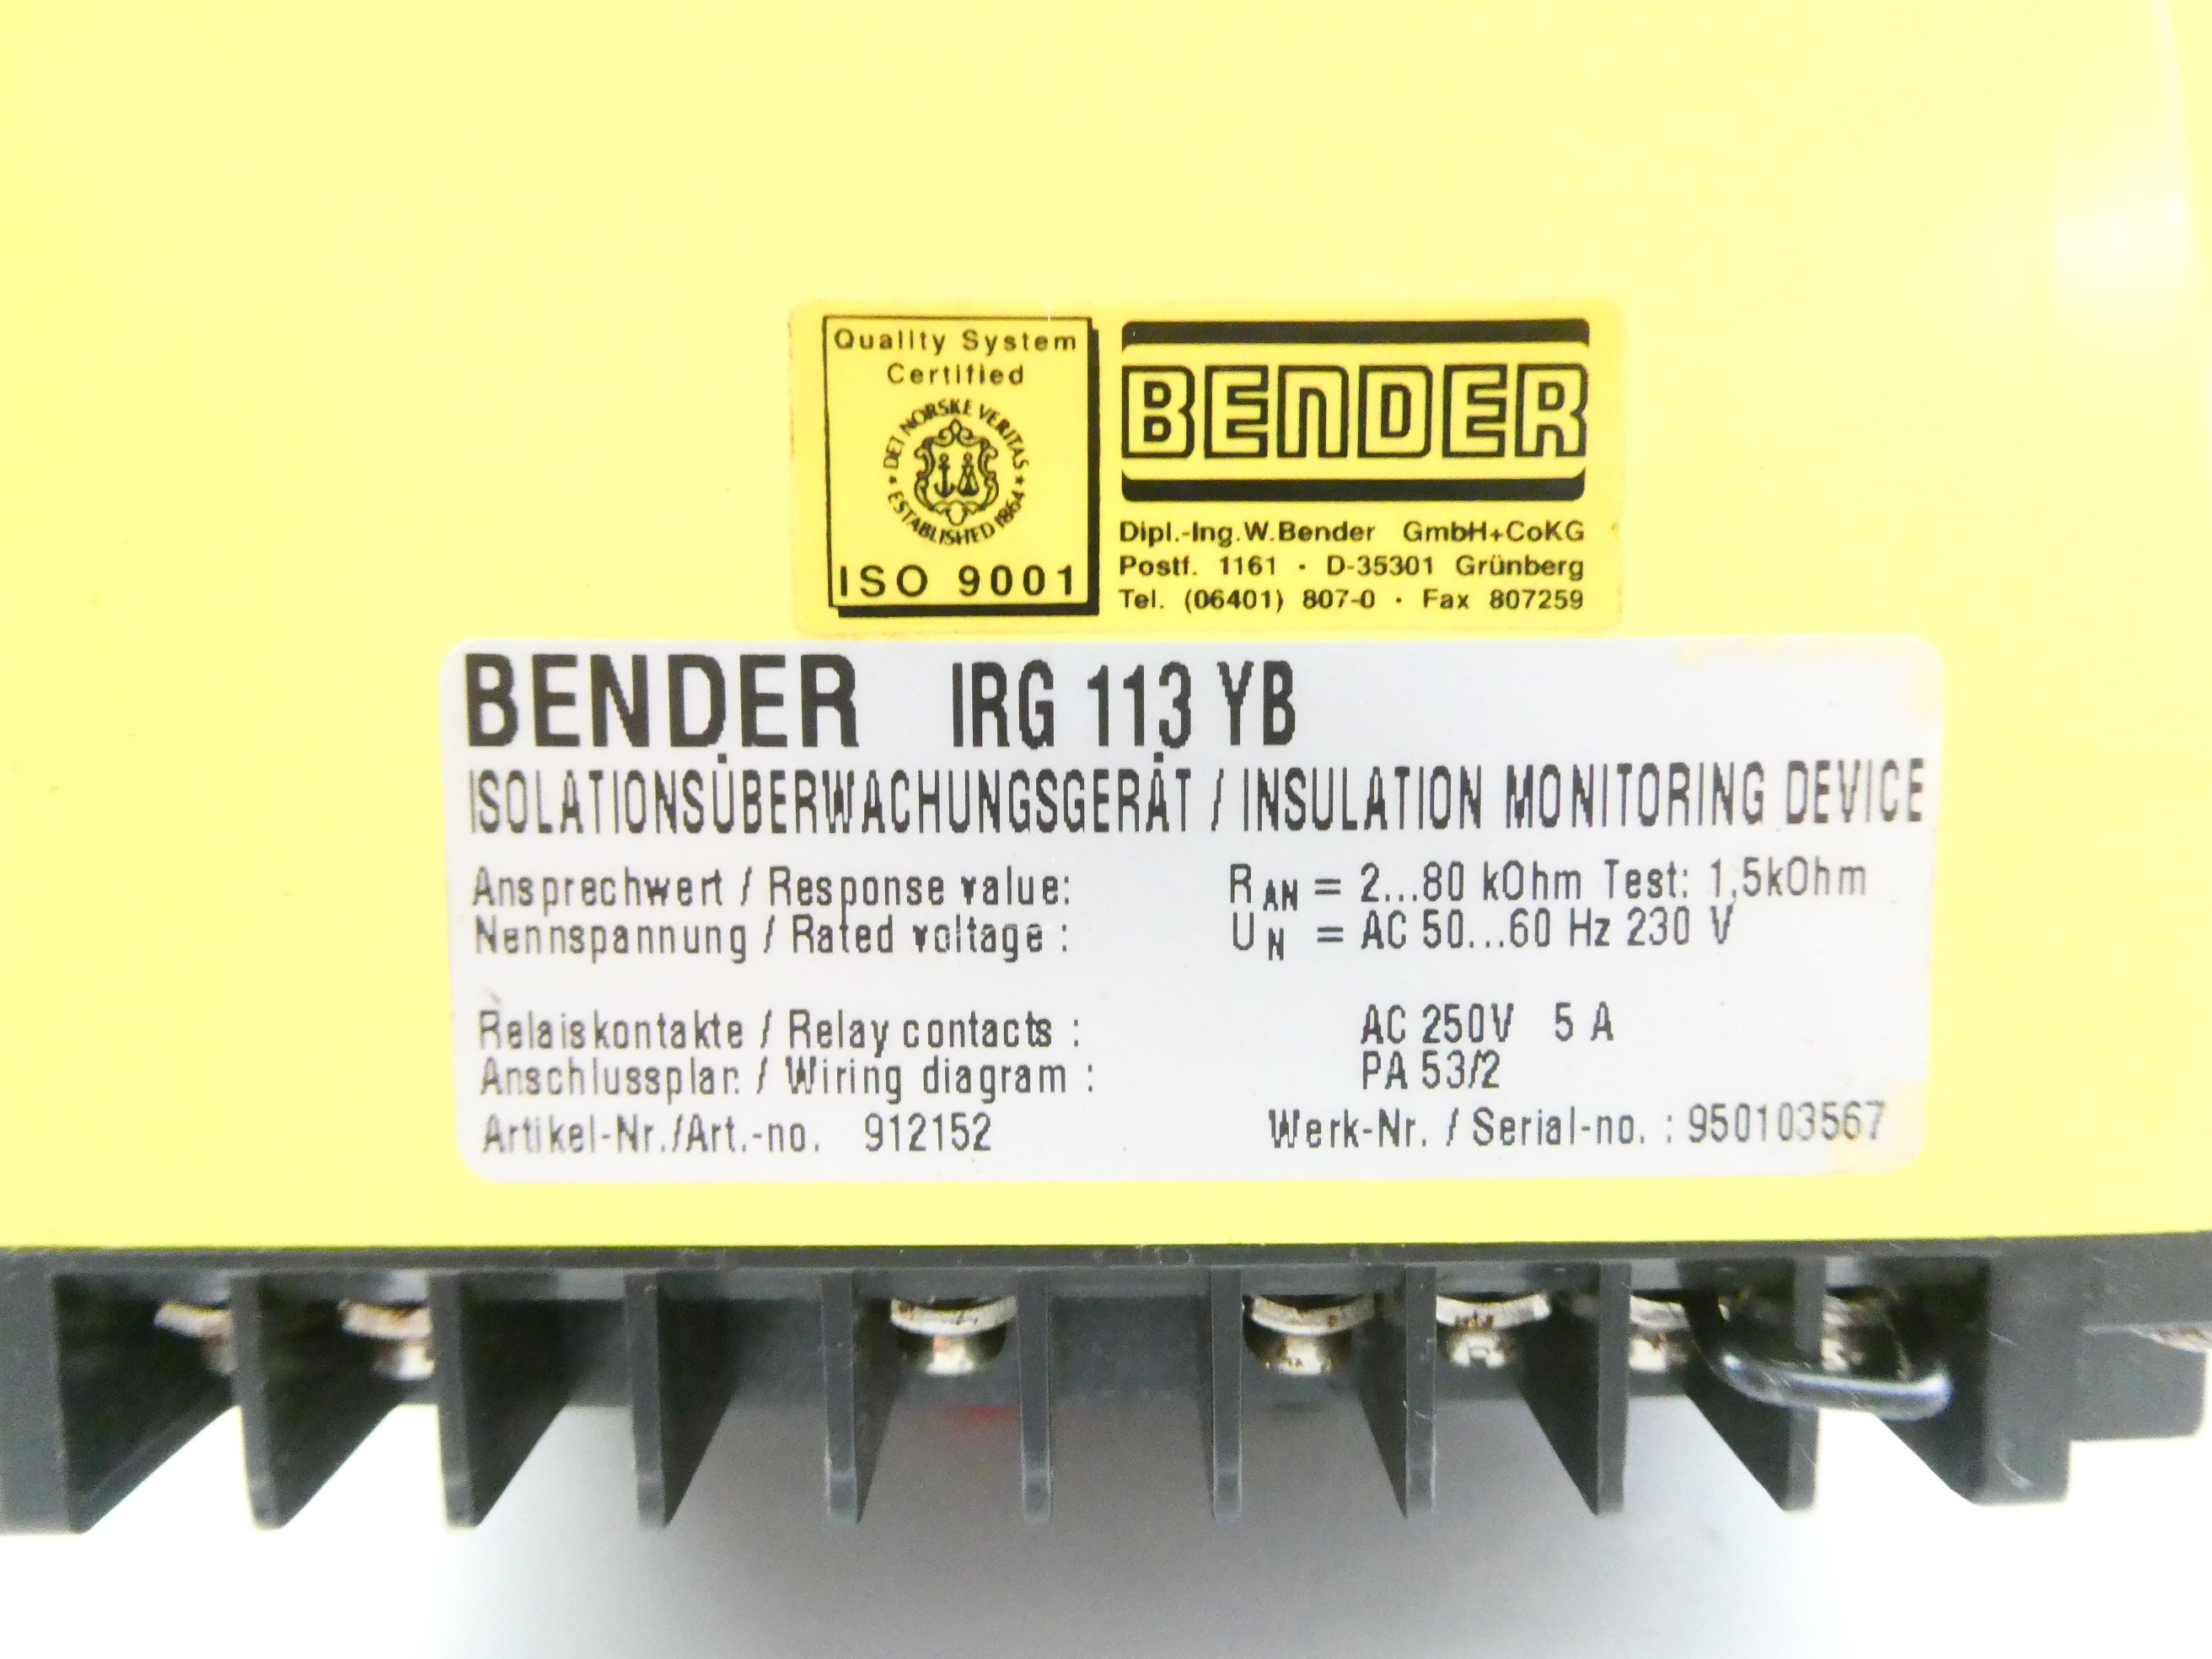 Quality System
Certified
DET NORSKE VERITAS
ESTABLISHED 1864
ISO 9001
BENDER
Dipl.-Ing.W.Bender GmbH+CoKG
Postf. 1161 · D-35301 Grünberg
Tel. (06401) 807-0 · Fax 807259
BENDER IRG 113 YB
ISOLATIONSÜBERWACHUNGSGERÄT / INSULATION MONITORING DEVICE
Ansprechwert / Response value: R AN = 2...80 kOhm Test: 1,5kOhm
Nennspannung / Rated voltage : U N = AC 50...60 Hz 230 V
Relaiskontakte / Relay contacts : AC 250V 5 A
Anschlussplan / Wiring diagram : PA 53/2
Artikel-Nr./Art.-no. 912152 Werk-Nr. / Serial-no. : 950103567